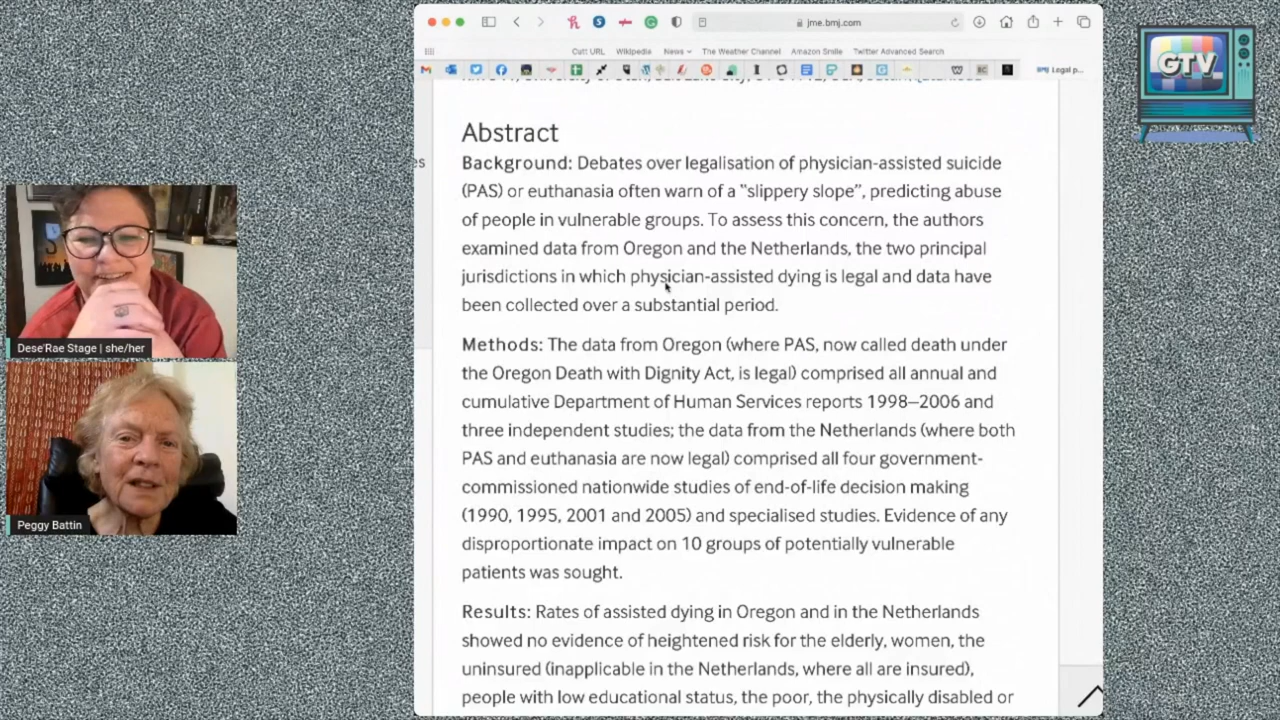 jme.bmj.com
Cutt URL Wikipedia News The Weather Channel Amazon Smile Twitter Advanced Search
Legal p...
GTV
Abstract
Background: Debates over legalisation of physician-assisted suicide
(PAS) or euthanasia often warn of a "slippery slope", predicting abuse
of people in vulnerable groups. To assess this concern, the authors
examined data from Oregon and the Netherlands, the two principal
jurisdictions in which physician-assisted dying is legal and data have
been collected over a substantial period.
Methods: The data from Oregon (where PAS, now called death under
the Oregon Death with Dignity Act, is legal) comprised all annual and
cumulative Department of Human Services reports 1998–2006 and
three independent studies; the data from the Netherlands (where both
PAS and euthanasia are now legal) comprised all four government-
commissioned nationwide studies of end-of-life decision making
(1990, 1995, 2001 and 2005) and specialised studies. Evidence of any
disproportionate impact on 10 groups of potentially vulnerable
patients was sought.
Results: Rates of assisted dying in Oregon and in the Netherlands
showed no evidence of heightened risk for the elderly, women, the
uninsured (inapplicable in the Netherlands, where all are insured),
people with low educational status, the poor, the physically disabled or
es
Dese'Rae Stage | she/her
Peggy Battin